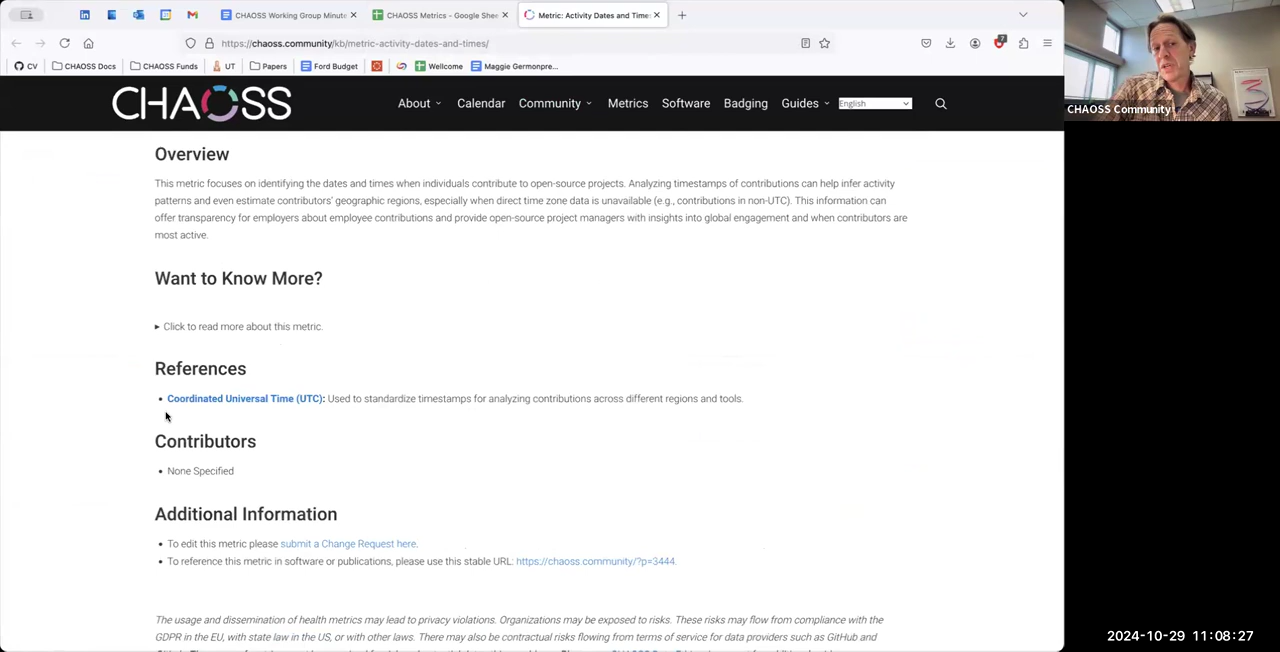 CHAOSS Working Group Minute
CHAOSS Metrics - Google Shee
Metric: Activity Dates and Time
https://chaoss.community/kb/metric-activity-dates-and-times/
7
CV
CHAOSS Docs
CHAOSS Funds
UT
Papers
Ford Budget
Wellcome
Maggie Germonpre...
CHAOSS
About
Calendar
Community
Metrics
Software
Badging
Guides
English
CHAOSS Community
Overview
This metric focuses on identifying the dates and times when individuals contribute to open-source projects. Analyzing timestamps of contributions can help infer activity
patterns and even estimate contributors' geographic regions, especially when direct time zone data is unavailable (e.g., contributions in non-UTC). This information can
offer transparency for employers about employee contributions and provide open-source project managers with insights into global engagement and when contributors are
most active.
Want to Know More?
Click to read more about this metric.
References
Coordinated Universal Time (UTC): Used to standardize timestamps for analyzing contributions across different regions and tools.
Contributors
None Specified
Additional Information
To edit this metric please submit a Change Request here.
To reference this metric in software or publications, please use this stable URL: https://chaoss.community/?p=3444.
The usage and dissemination of health metrics may lead to privacy violations. Organizations may be exposed to risks. These risks may flow from compliance with the
GDPR in the EU, with state law in the US, or with other laws. There may also be contractual risks flowing from terms of service for data providers such as GitHub and
2024-10-29 11:08:27